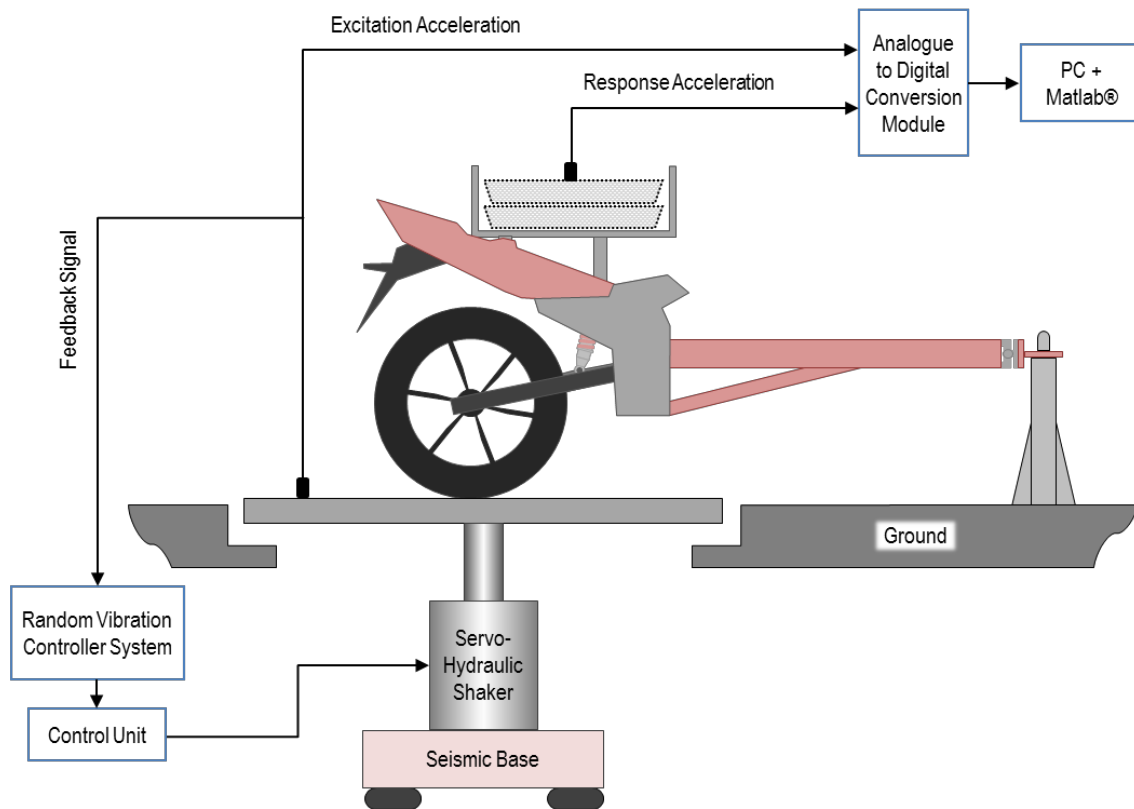 Excitation Acceleration
Response Acceleration
Analogue
to Digital
Conversion
Module
PC +
Matlab®
Feedback Signal
Ground
Random Vibration
Controller System
Servo-
Hydraulic
Shaker
Control Unit
Seismic Base